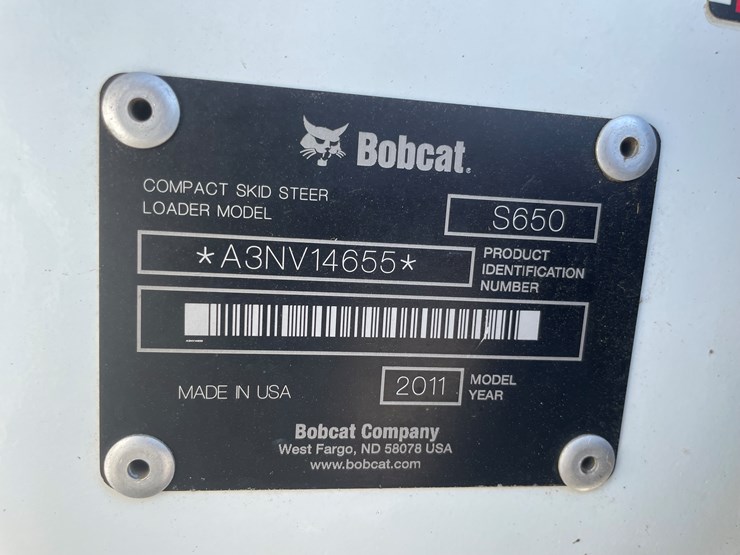 Bobcat.
COMPACT SKID STEER
LOADER MODEL
S650
*A3NV14655*
PRODUCT
IDENTIFICATION
NUMBER
MADE IN USA
2011
MODEL
YEAR
Bobcat Company
West Fargo, ND 58078 USA
www.bobcat.com